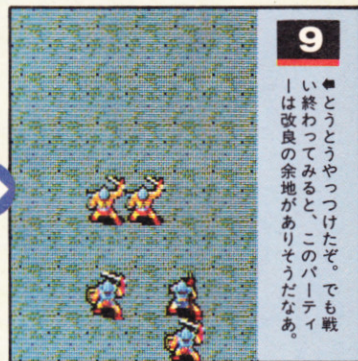 9
⬆とうとうやっつけたぞ。でも戦
い終わってみると、このパーティ
ーは改良の余地がありそうだなあ。